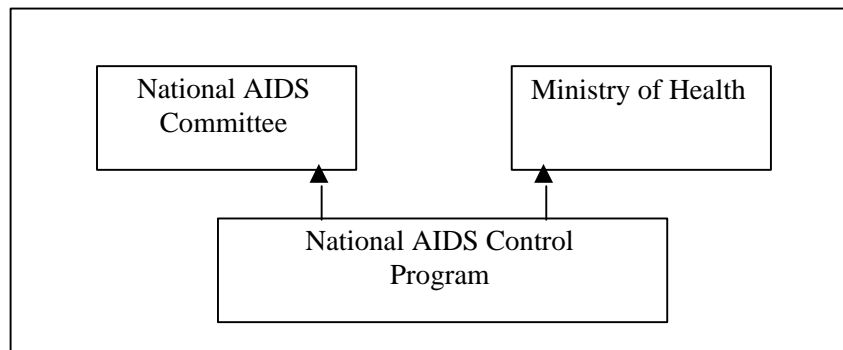 National AIDS
Committee
Ministry of Health
National AIDS Control
Program